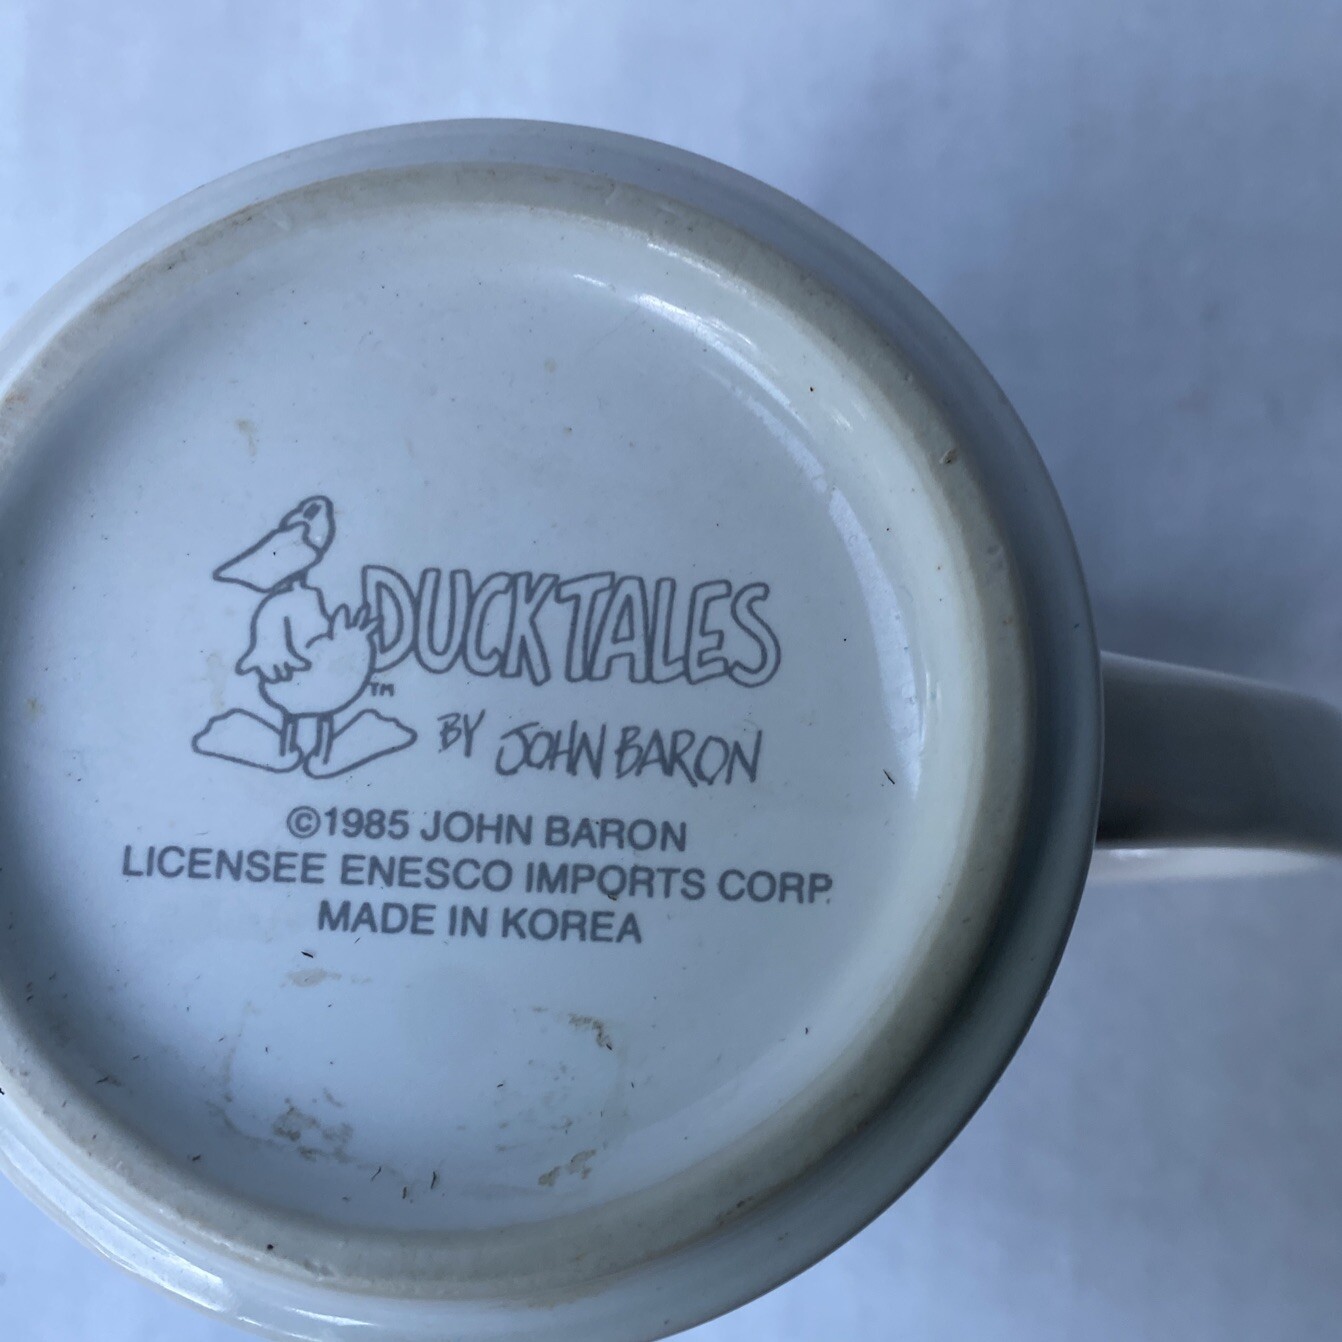 DUCKTALES
TM
BY JOHN BARON
©1985 JOHN BARON
LICENSEE ENESCO IMPORTS CORP.
MADE IN KOREA